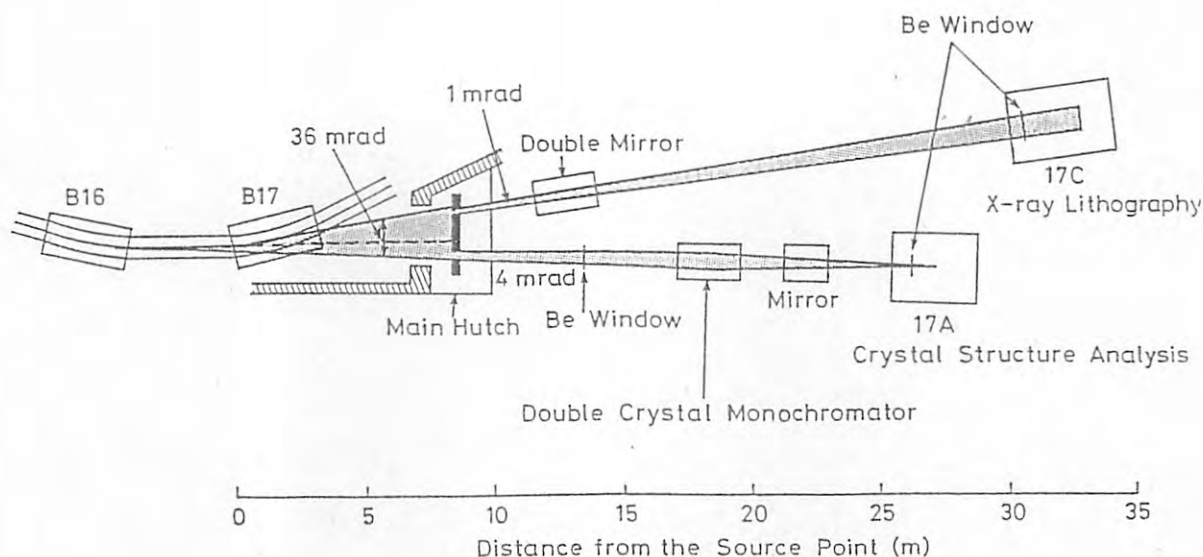 Be Window
1 mrad
36 mrad
Double Mirror
B16
B17
17C
X-ray Lithography
4 mrad
Main Hutch
Be Window
Mirror
17A
Crystal Structure Analysis
Double Crystal Monochromator
0 5 10 15 20 25 30 35
Distance from the Source Point (m)